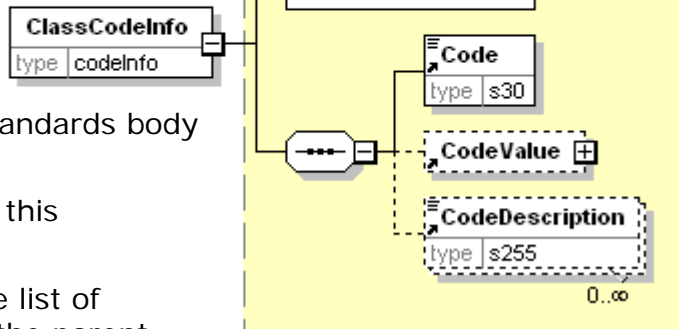 ClassCodeInfo
type codeInfo
andards body
this
e list of
the parent
Code
type s30
CodeValue
CodeDescription
type s255
0..∞